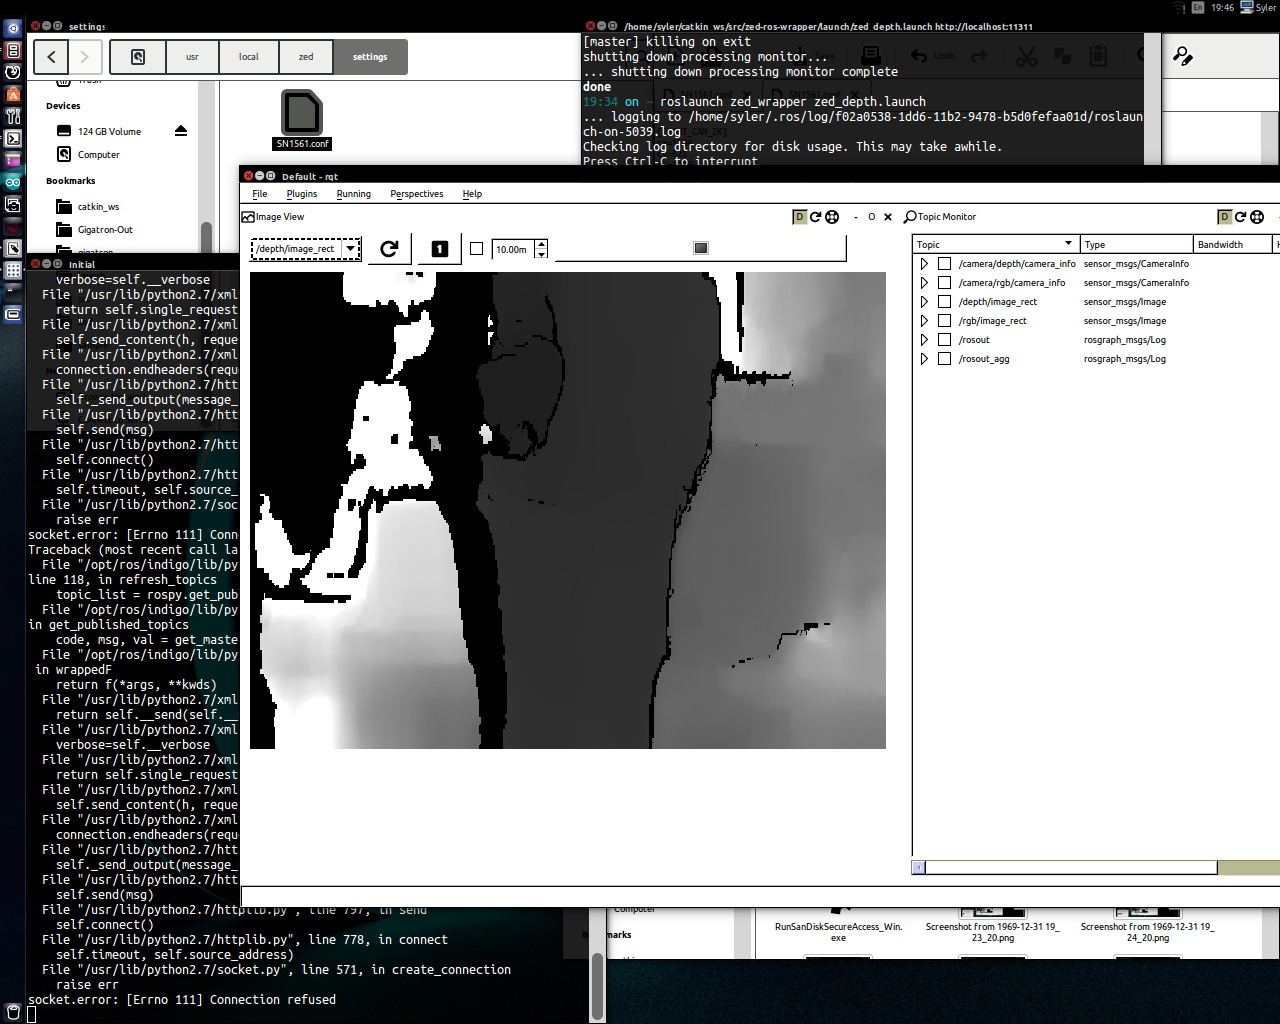 En 19:46 Syler
settings
/home/syler/catkin_ws/src/zed-ros-wrapper/launch/zed_depth.launch http://localhost:11311
usr local zed settings
Trash
Devices
124 GB Volume
Computer
Bookmarks
catkin_ws
Gigatron-Out
gigatron
SN1561.conf
[master] killing on exit
shutting down processing monitor...
... shutting down processing monitor complete
done
19:34 on ~ roslaunch zed_wrapper zed_depth.launch
... logging to /home/syler/.ros/log/f02a0538-1dd6-11b2-9478-b5d0fefaa01d/roslaun
ch-on-5039.log
Checking log directory for disk usage. This may take awhile.
Press Ctrl-C to interrupt
Undo
Default - rqt
File Plugins Running Perspectives Help
Image View
D - O
Topic Monitor
D
/depth/image_rect
1
10.00m
Topic Type Bandwidth H
/camera/depth/camera_info sensor_msgs/CameraInfo
/camera/rgb/camera_info sensor_msgs/CameraInfo
/depth/image_rect sensor_msgs/Image
/rgb/image_rect sensor_msgs/Image
/rosout rosgraph_msgs/Log
/rosout_agg rosgraph_msgs/Log
Initial
verbose=self.__verbose
File "/usr/lib/python2.7/xml
return self.single_request
File "/usr/lib/python2.7/xml
self.send_content(h, reque
File "/usr/lib/python2.7/xml
connection.endheaders(requ
File "/usr/lib/python2.7/htt
self._send_output(message_
File "/usr/lib/python2.7/htt
self.send(msg)
File "/usr/lib/python2.7/htt
self.connect()
File "/usr/lib/python2.7/htt
self.timeout, self.source_
File "/usr/lib/python2.7/soc
raise err
socket.error: [Errno 111] Conn
Traceback (most recent call la
File "/opt/ros/indigo/lib/py
line 118, in refresh_topics
topic_list = rospy.get_pub
File "/opt/ros/indigo/lib/py
in get_published_topics
code, msg, val = get_maste
File "/opt/ros/indigo/lib/py
in wrappedF
return f(*args, **kwds)
File "/usr/lib/python2.7/xml
return self.__send(self.__
File "/usr/lib/python2.7/xml
verbose=self.__verbose
File "/usr/lib/python2.7/xml
return self.single_request
File "/usr/lib/python2.7/xml
self.send_content(h, reque
File "/usr/lib/python2.7/xml
connection.endheaders(requ
File "/usr/lib/python2.7/htt
self._send_output(message_
File "/usr/lib/python2.7/htt
self.send(msg)
File "/usr/lib/python2.7/httplib.py", line 797, in send
self.connect()
File "/usr/lib/python2.7/httplib.py", line 778, in connect
self.timeout, self.source_address)
File "/usr/lib/python2.7/socket.py", line 571, in create_connection
raise err
socket.error: [Errno 111] Connection refused
Computer
marks
RunSanDiskSecureAccess_Win.
exe
Screenshot from 1969-12-31 19_
23_20.png
Screenshot from 1969-12-31 19_
24_20.png